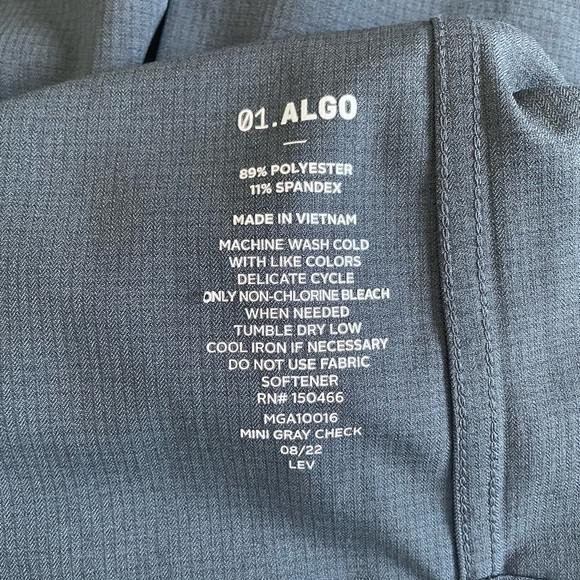 01.ALGO
89% POLYESTER
11% SPANDEX
MADE IN VIETNAM
MACHINE WASH COLD
WITH LIKE COLORS
DELICATE CYCLE
ONLY NON-CHLORINE BLEACH
WHEN NEEDED
TUMBLE DRY LOW
COOL IRON IF NECESSARY
DO NOT USE FABRIC
SOFTENER
RN# 150466
MGA10016
MINI GRAY CHECK
08/22
LEV